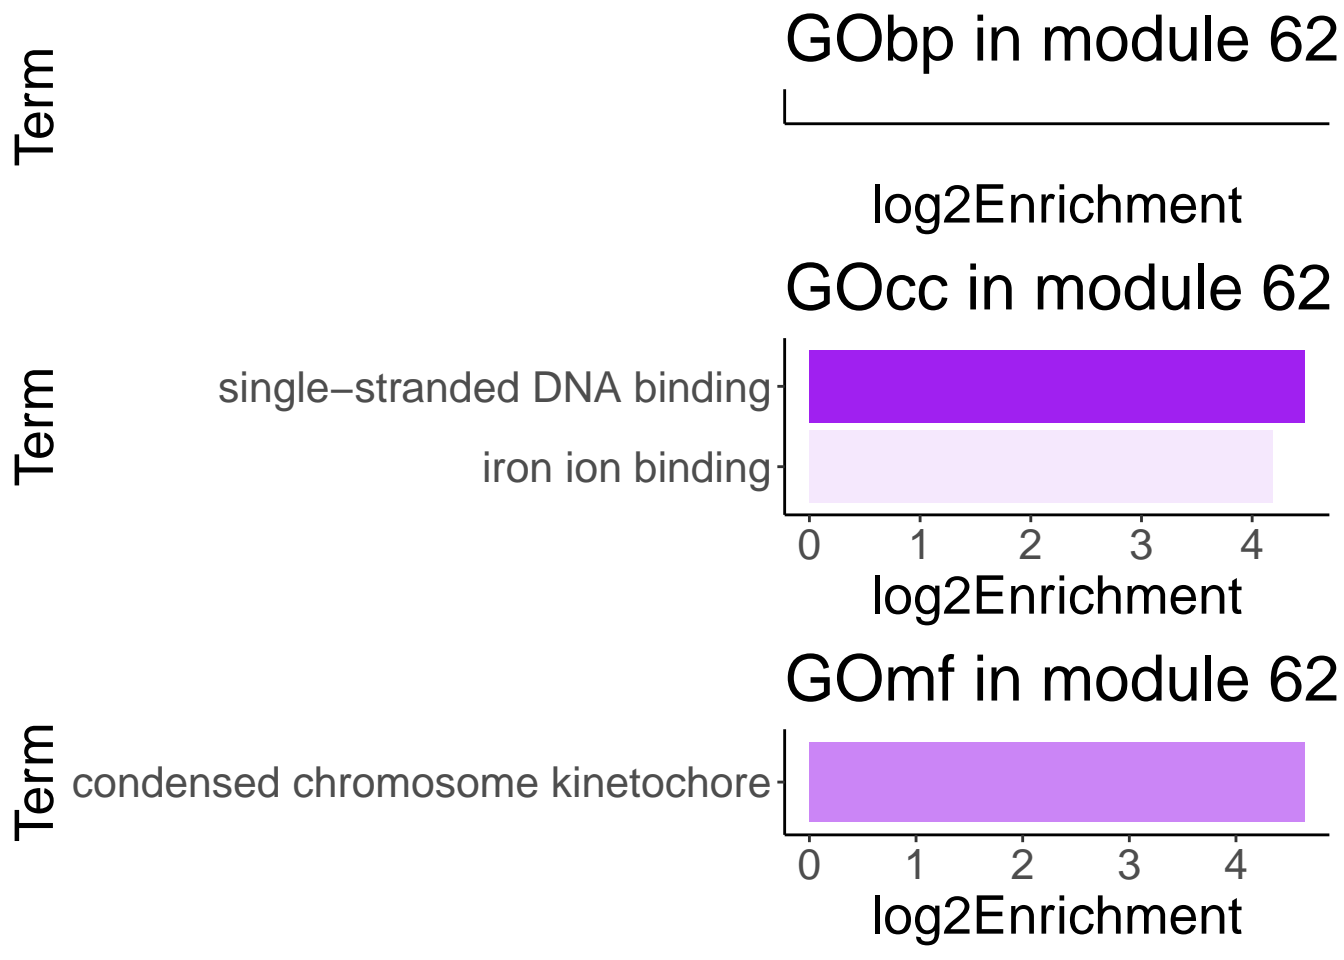 GObp in module 62
Term
log2Enrichment
GOcc in module 62
Term
single−stranded DNA binding
iron ion binding
0 1 2 3 4
log2Enrichment
GOmf in module 62
Term
condensed chromosome kinetochore
0 1 2 3 4
log2Enrichment